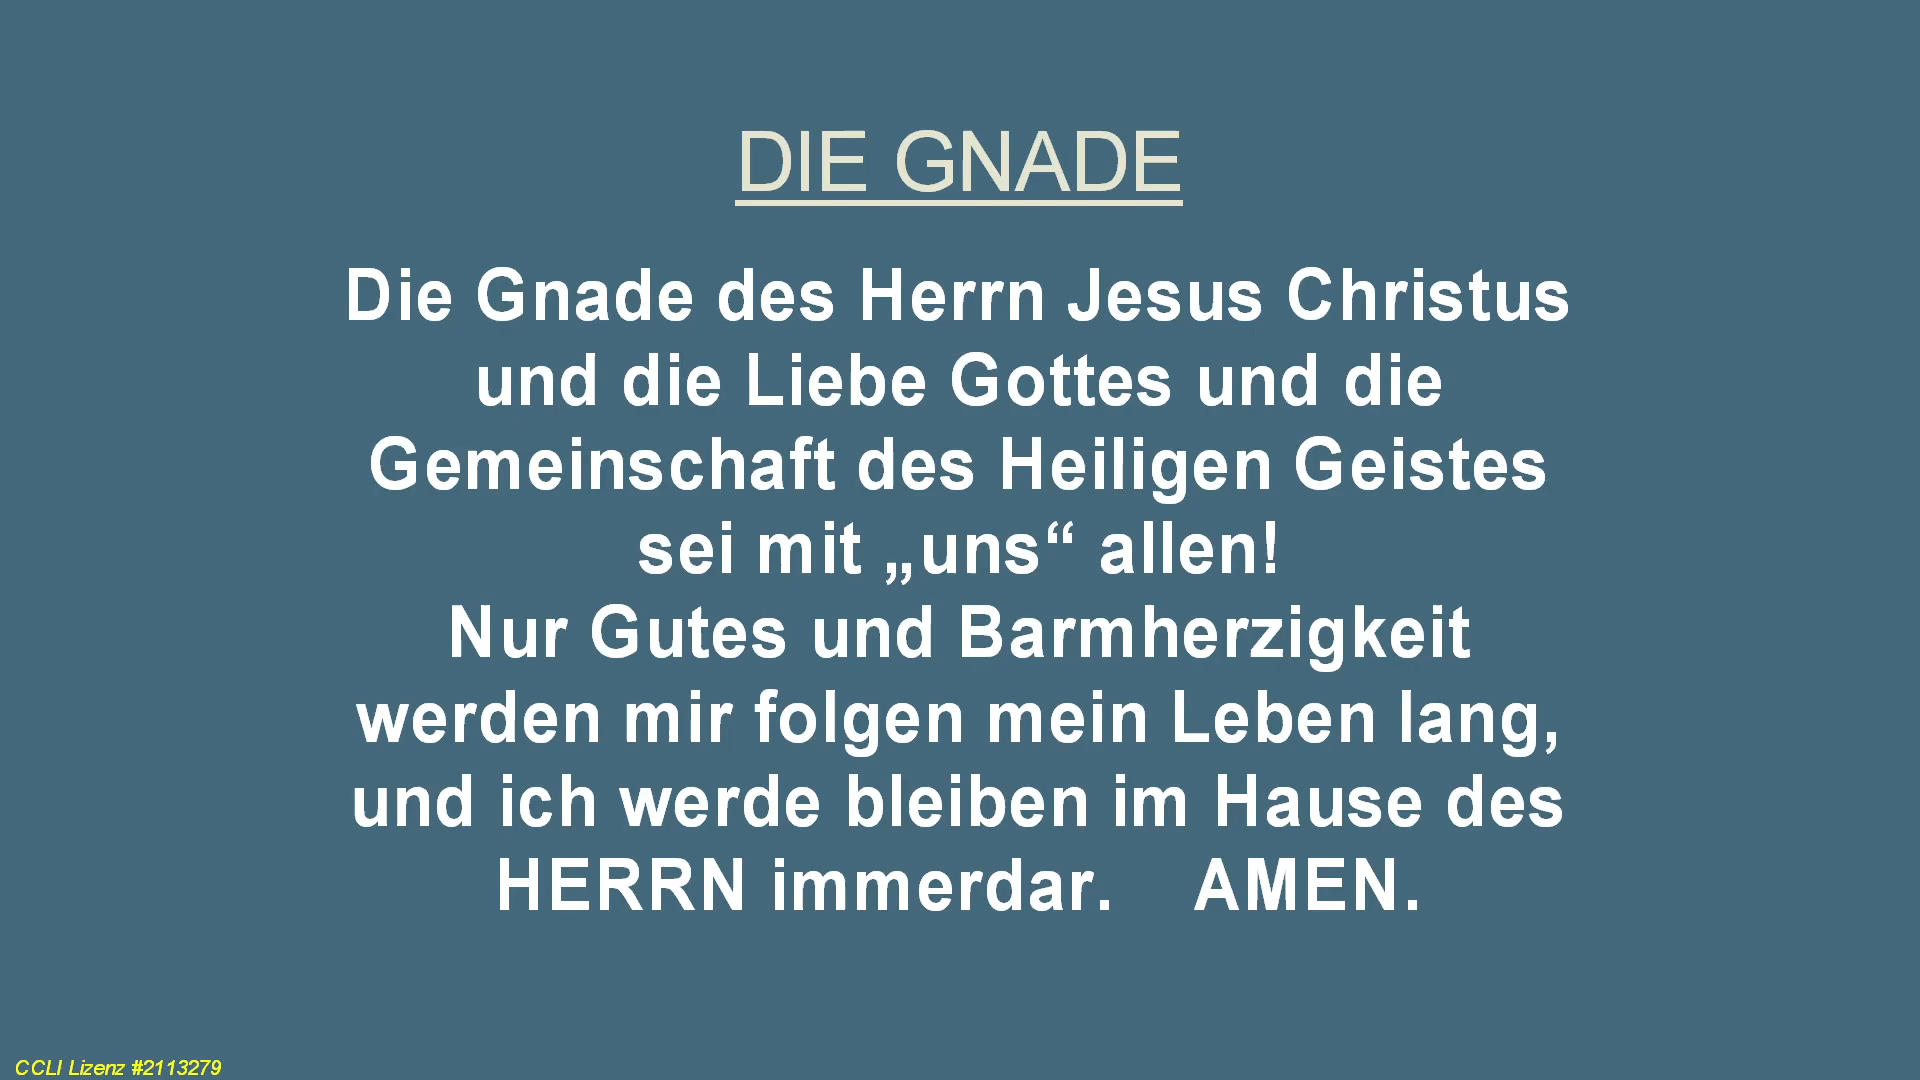 DIE GNADE
Die Gnade des Herrn Jesus Christus
und die Liebe Gottes und die
Gemeinschaft des Heiligen Geistes
sei mit „uns“ allen!
Nur Gutes und Barmherzigkeit
werden mir folgen mein Leben lang,
und ich werde bleiben im Hause des
HERRN immerdar. AMEN.
CCLI Lizenz #2113279